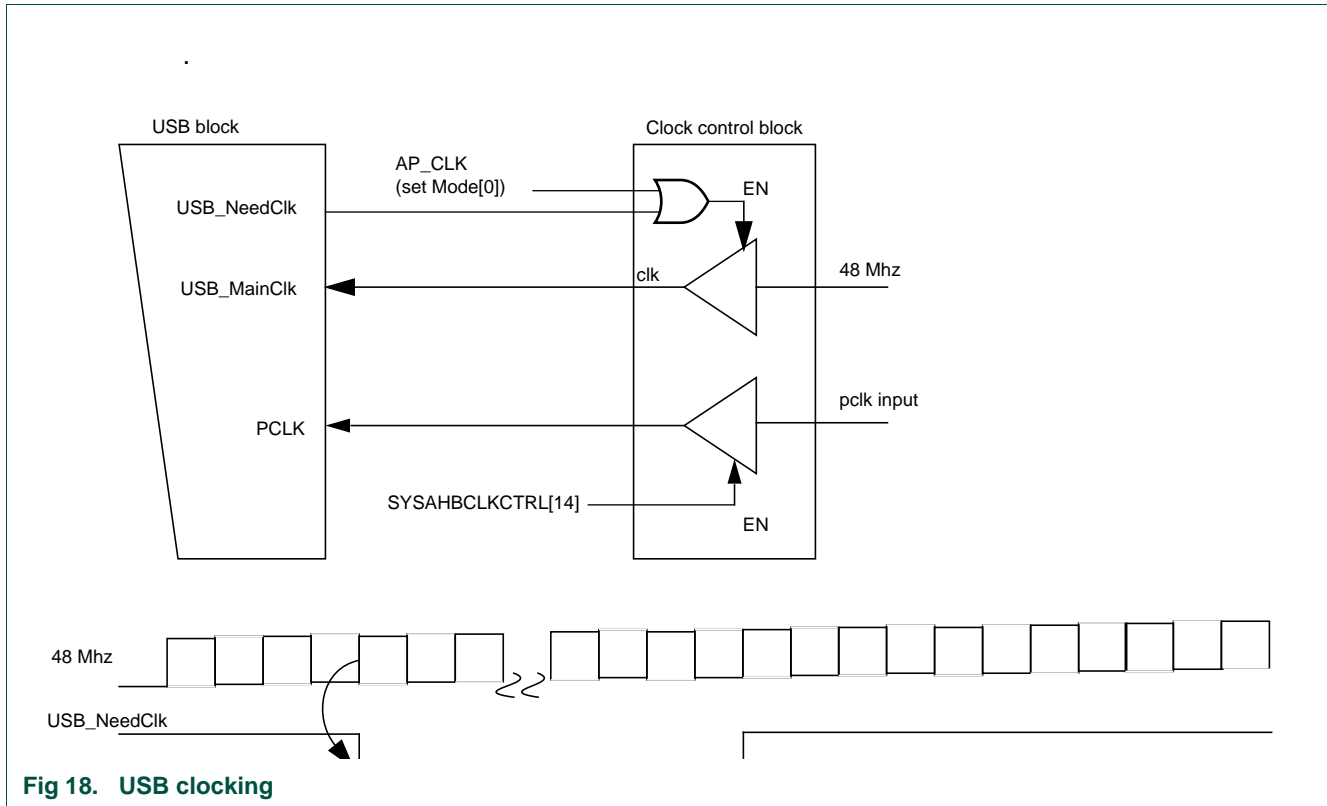 USB block
Clock control block
AP_CLK
(set Mode[0])
EN
USB_NeedClk
USB_MainClk
clk
48 Mhz
PCLK
pclk input
SYSAHBCLKCTRL[14]
EN
48 Mhz
USB_NeedClk
Fig 18. USB clocking